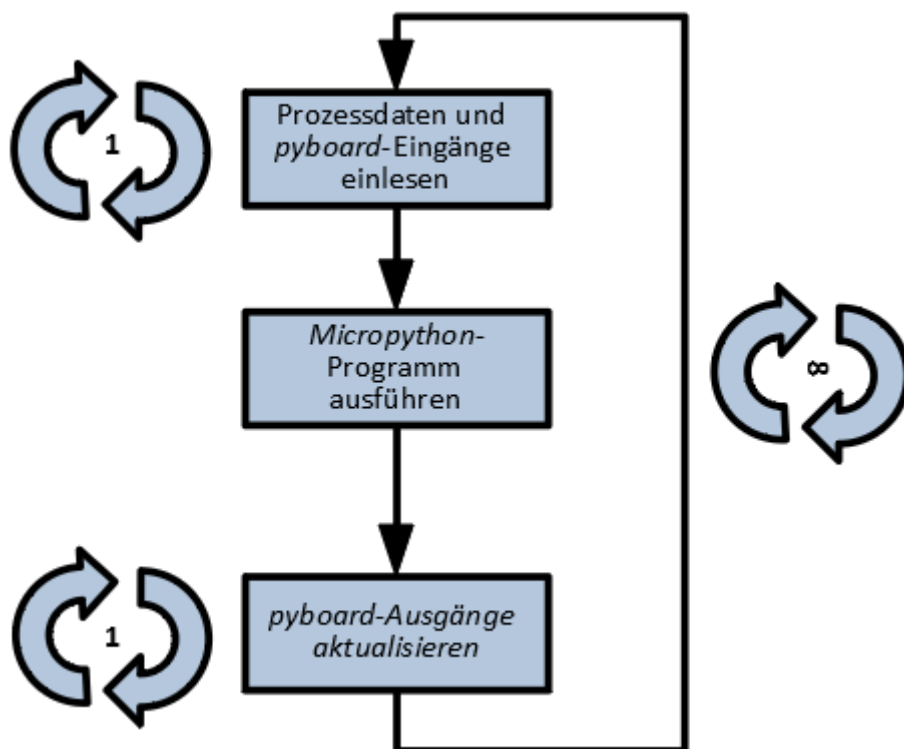 Prozessdaten und
pyboard-Eingänge
einlesen
1
Micropython-
Programm
ausführen
∞
pyboard-Ausgänge
aktualisieren
1